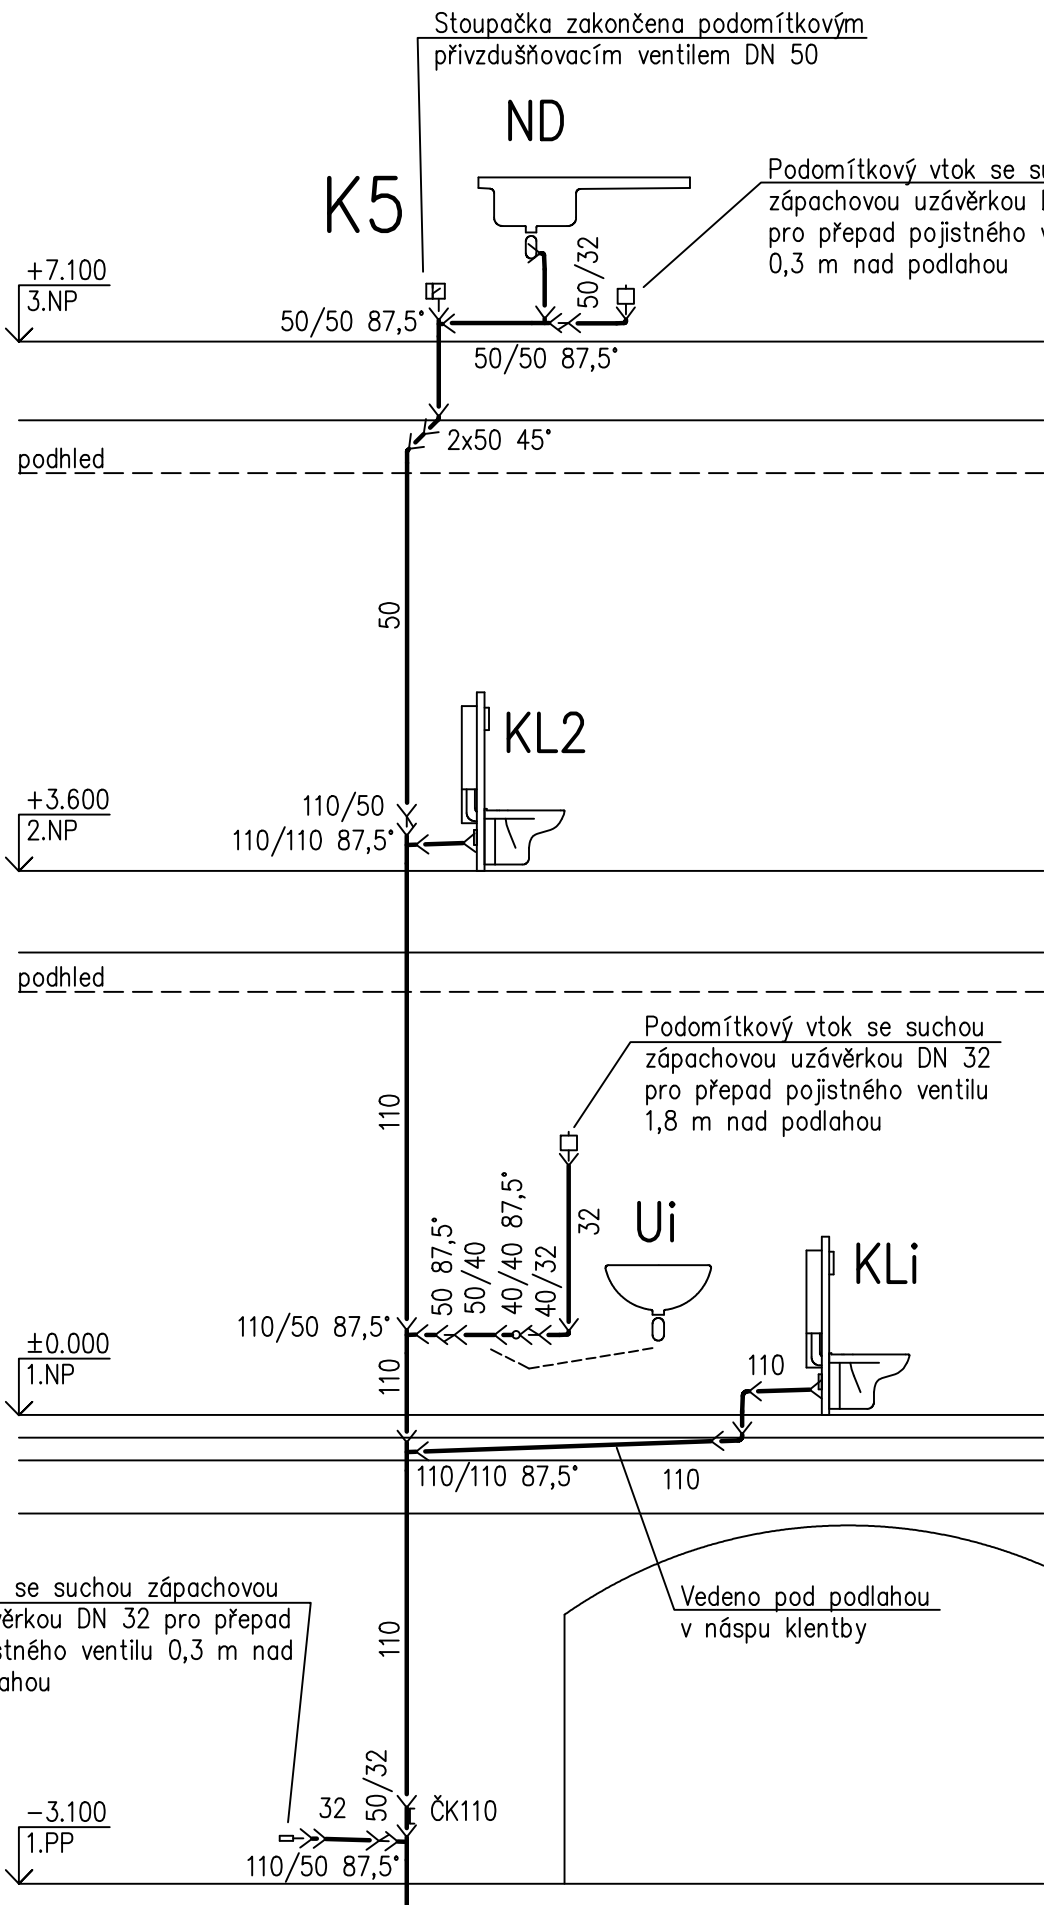 Stoupačka zakončena podomítkovým
přivzdušňovacím ventilem DN 50
ND
K5
Podomítkový vtok se su
zápachovou uzávěrkou
pro přepad pojistného v
0,3 m nad podlahou
+7.100
3.NP
50/32
50/50 87,5°
50/50 87,5°
2x50 45°
podhled
50
KL2
+3.600
2.NP
110/50
110/110 87,5°
podhled
Podomítkový vtok se suchou
zápachovou uzávěrkou DN 32
pro přepad pojistného ventilu
1,8 m nad podlahou
110
50 87,5°
50/40
40/40 87,5°
40/32
32
Ui
KLi
110/50 87,5°
±0.000
1.NP
110
110
110/110 87,5°
110
se suchou zápachovou
věrkou DN 32 pro přepad
stného ventilu 0,3 m nad
ahou
Vedeno pod podlahou
v náspu klentby
110
50/32
32
ČK110
-3.100
1.PP
110/50 87,5°